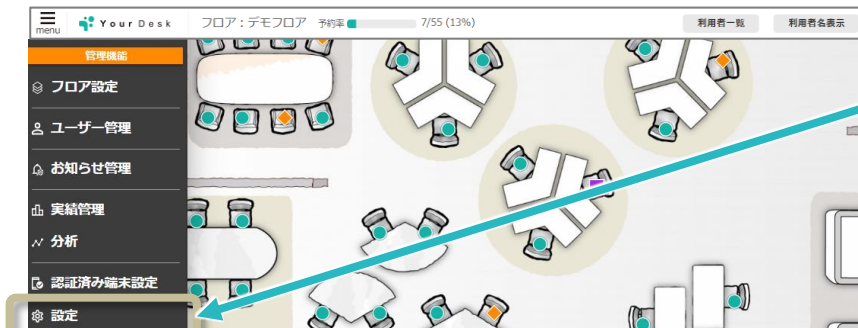 menu
Your Desk
フロア：デモフロア 予約率 7/55 (13%)
利用者一覧
利用者名表示
管理機能
フロア設定
ユーザー管理
お知らせ管理
実績管理
分析
認証済み端末設定
設定